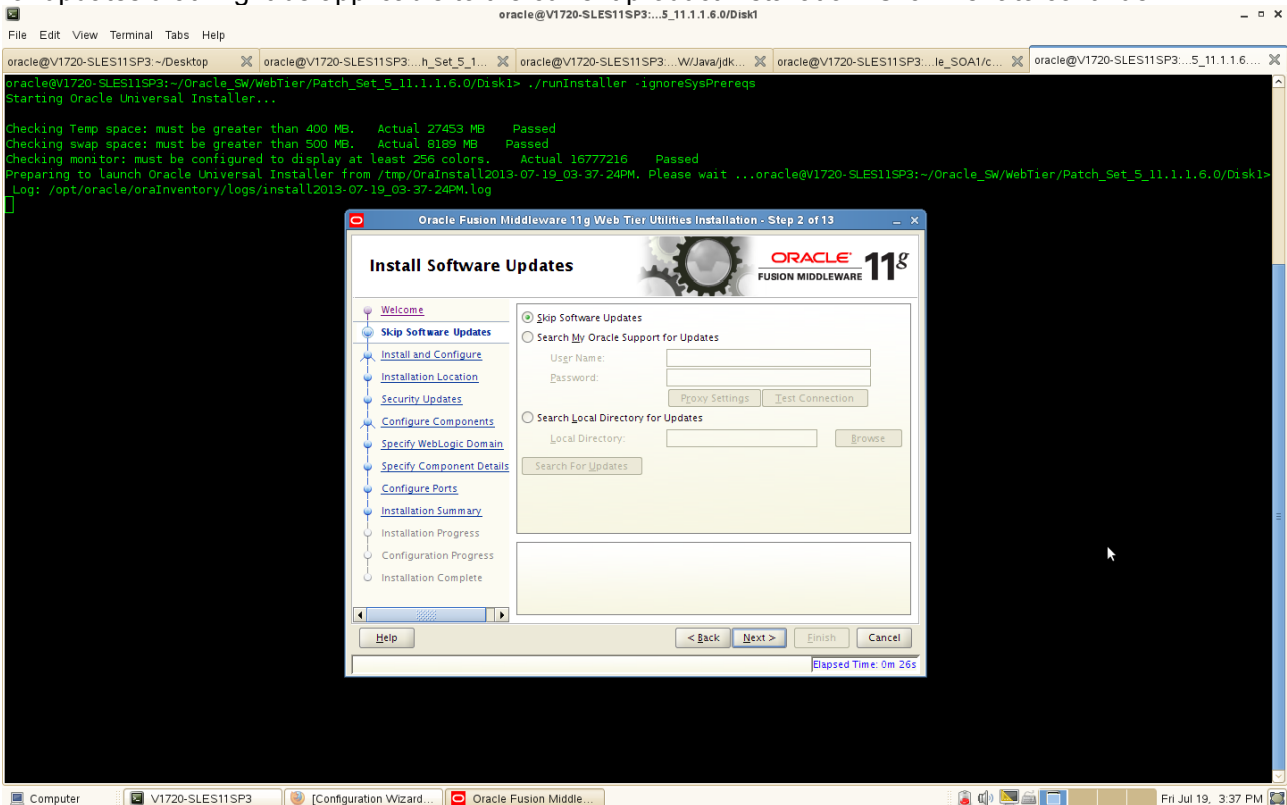 oracle@V1720-SLES11SP3:...5_11.1.1.6.0/Disk1
File Edit View Terminal Tabs Help
oracle@V1720-SLES11SP3:~/Desktop oracle@V1720-SLES11SP3:...h_Set_5_1... oracle@V1720-SLES11SP3:...W/Java/jdk... oracle@V1720-SLES11SP3:...le_SOA1/c... oracle@V1720-SLES11SP3:...5_11.1.1.6....
oracle@V1720-SLES11SP3:~/Oracle_SW/WebTier/Patch_Set_5_11.1.1.6.0/Disk1> ./runInstaller -ignoreSysPrereqs
Starting Oracle Universal Installer...
Checking Temp space: must be greater than 400 MB. Actual 27453 MB Passed
Checking swap space: must be greater than 500 MB. Actual 8189 MB Passed
Checking monitor: must be configured to display at least 256 colors. Actual 16777216 Passed
Preparing to launch Oracle Universal Installer from /tmp/OraInstall2013-07-19_03-37-24PM. Please wait ...oracle@V1720-SLES11SP3:~/Oracle_SW/WebTier/Patch_Set_5_11.1.1.6.0/Disk1>
Log: /opt/oracle/oraInventory/logs/install2013-07-19_03-37-24PM.log
Oracle Fusion Middleware 11g Web Tier Utilities Installation - Step 2 of 13
Install Software Updates
ORACLE
FUSION MIDDLEWARE 11g
Welcome
Skip Software Updates
Install and Configure
Installation Location
Security Updates
Configure Components
Specify WebLogic Domain
Specify Component Details
Configure Ports
Installation Summary
Installation Progress
Configuration Progress
Installation Complete
Skip Software Updates
Search My Oracle Support for Updates
User Name:
Password:
Proxy Settings Test Connection
Search Local Directory for Updates
Local Directory: Browse
Search For Updates
Help < Back Next > Finish Cancel
Elapsed Time: 0m 26s
Computer V1720-SLES11SP3 [Configuration Wizard... Oracle Fusion Middle... Fri Jul 19, 3:37 PM